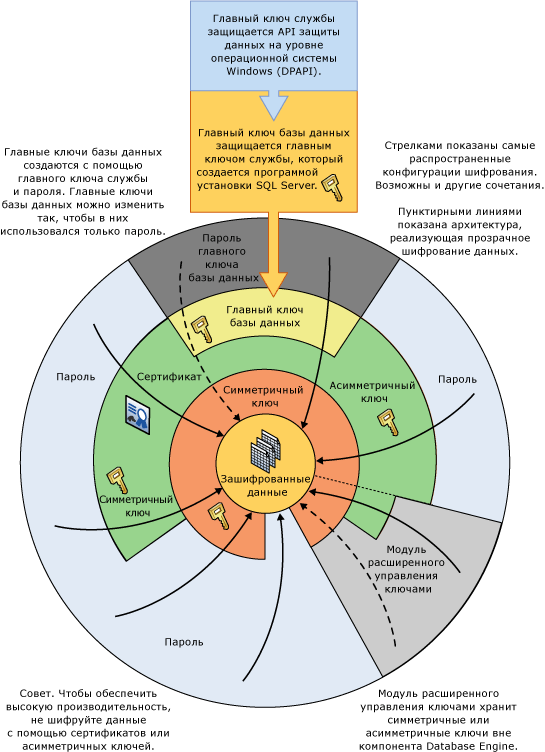 Главный ключ службы
защищается API защиты
данных на уровне
операционной системы
Windows (DPAPI).
Главный ключ базы данных
защищается главным
ключом службы, который
создается программой
установки SQL Server.
Главные ключи базы данных
создаются с помощью
главного ключа службы
и пароля. Главные ключи
базы данных можно изменить
так, чтобы в них
использовался только пароль.
Стрелками показаны самые
распространенные
конфигурации шифрования.
Возможны и другие сочетания.
Пунктирными линиями
показана архитектура,
реализующая прозрачное
шифрование данных.
Пароль
главного
ключа
базы данных
Главный ключ
базы данных
Пароль
Сертификат
Симметричный
ключ
Асимметричный
ключ
Пароль
Зашифрованные
данные
Симметричный
ключ
Модуль
расширенного
управления
ключами
Пароль
Совет. Чтобы обеспечить
высокую производительность,
не шифруйте данные
с помощью сертификатов или
асимметричных ключей.
Модуль расширенного
управления ключами хранит
симметричные или
асимметричные ключи вне
компонента Database Engine.